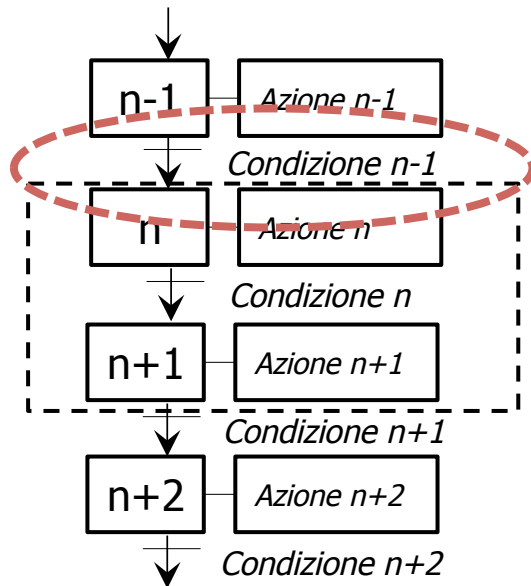 n-1 Azione n-1
Condizione n-1
n Azione n
Condizione n
n+1 Azione n+1
Condizione n+1
n+2 Azione n+2
Condizione n+2